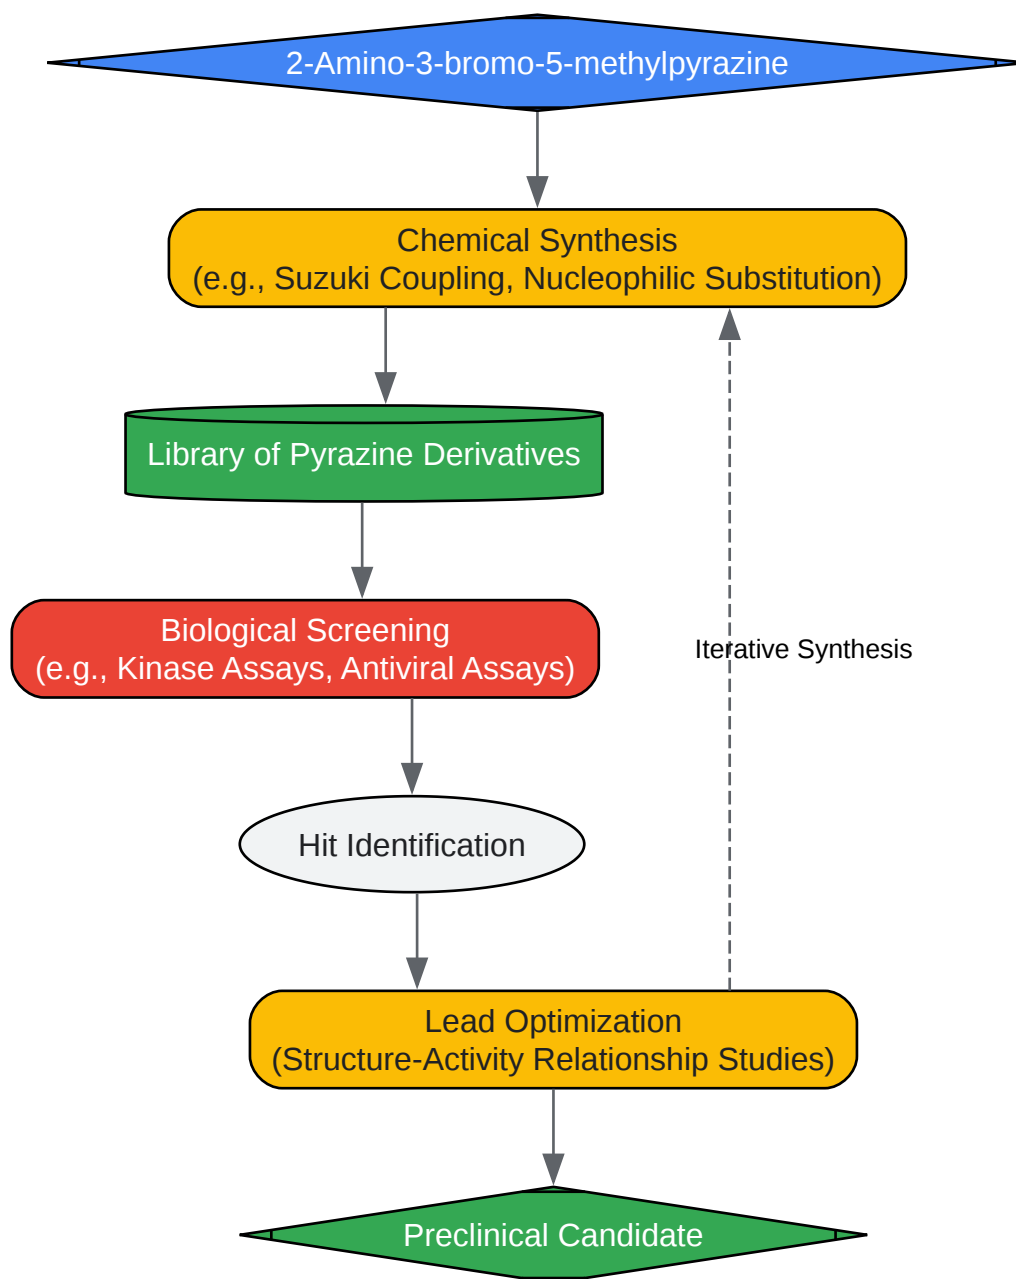 2-Amino-3-bromo-5-methylpyrazine
Chemical Synthesis
(e.g., Suzuki Coupling, Nucleophilic Substitution)
Library of Pyrazine Derivatives
Biological Screening
(e.g., Kinase Assays, Antiviral Assays)
Iterative Synthesis
Hit Identification
Lead Optimization
(Structure-Activity Relationship Studies)
Preclinical Candidate